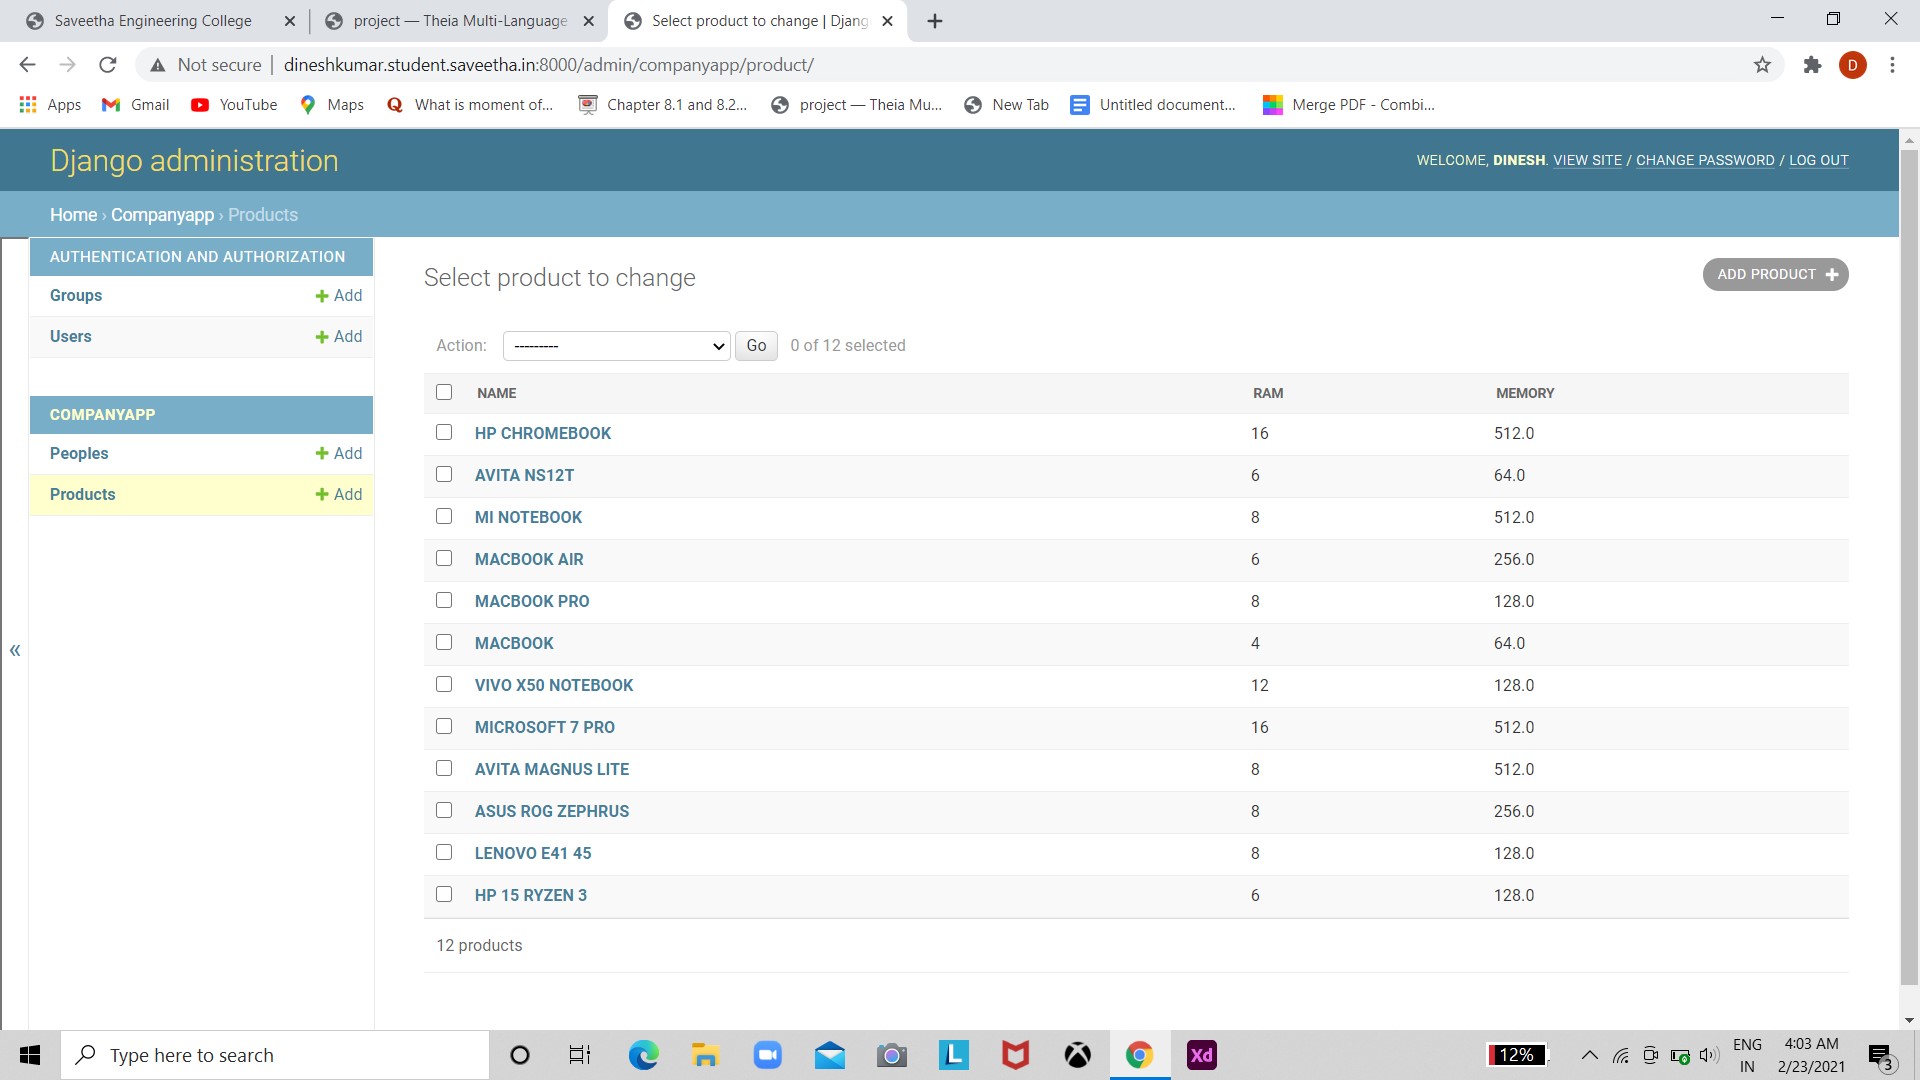 Saveetha Engineering College
project — Theia Multi-Language
Select product to change | Djang
Not secure
dineshkumar.student.saveetha.in:8000/admin/companyapp/product/
D
Apps
Gmail
YouTube
Maps
What is moment of...
Chapter 8.1 and 8.2...
project — Theia Mu...
New Tab
Untitled document...
Merge PDF - Combi...
Django administration
WELCOME, DINESH. VIEW SITE / CHANGE PASSWORD / LOG OUT
Home › Companyapp › Products
AUTHENTICATION AND AUTHORIZATION
Groups + Add
Users + Add
COMPANYAPP
Peoples + Add
Products + Add
«
Select product to change
ADD PRODUCT +
Action: --------- Go 0 of 12 selected
NAME RAM MEMORY
HP CHROMEBOOK 16 512.0
AVITA NS12T 6 64.0
MI NOTEBOOK 8 512.0
MACBOOK AIR 6 256.0
MACBOOK PRO 8 128.0
MACBOOK 4 64.0
VIVO X50 NOTEBOOK 12 128.0
MICROSOFT 7 PRO 16 512.0
AVITA MAGNUS LITE 8 512.0
ASUS ROG ZEPHRUS 8 256.0
LENOVO E41 45 8 128.0
HP 15 RYZEN 3 6 128.0
12 products
Type here to search
L
Xd
12%
ENG
IN
4:03 AM
2/23/2021
3